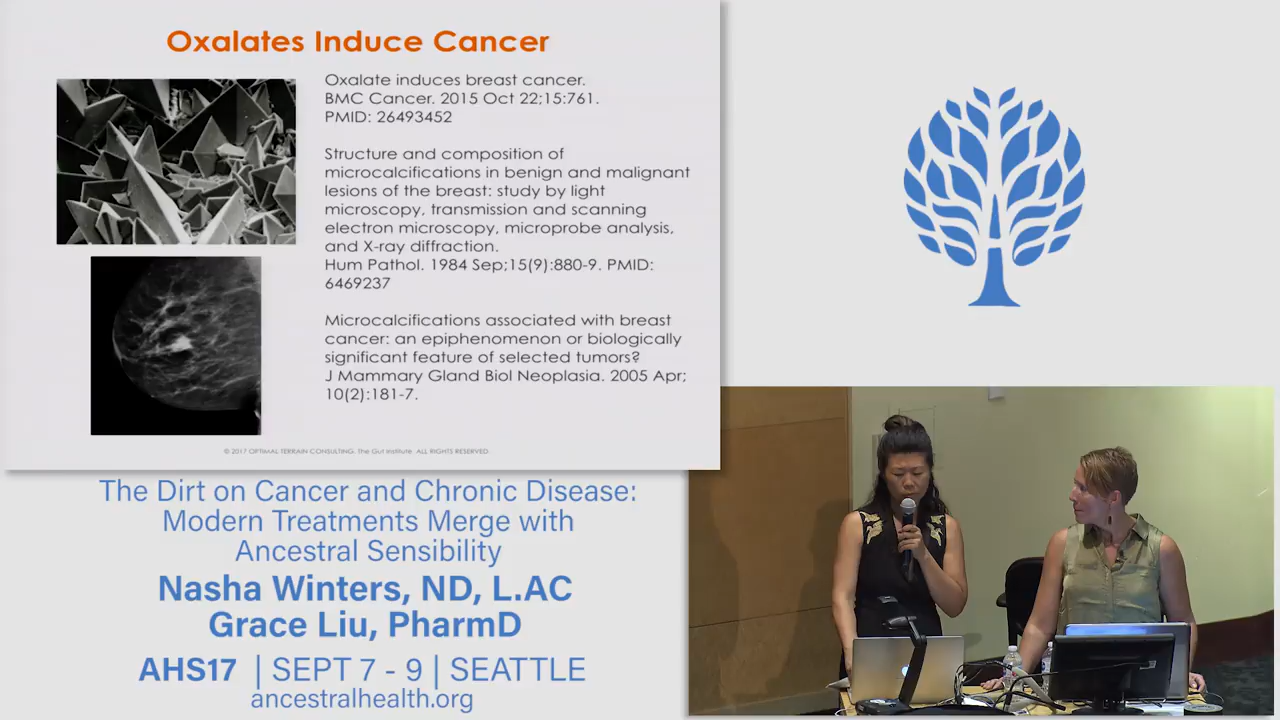 Oxalates Induce Cancer
Oxalate induces breast cancer.
BMC Cancer. 2015 Oct 22;15:761.
PMID: 26493452
Structure and composition of
microcalcifications in benign and malignant
lesions of the breast: study by light
microscopy, transmission and scanning
electron microscopy, microprobe analysis,
and X-ray diffraction.
Hum Pathol. 1984 Sep;15(9):880-9. PMID:
6469237
Microcalcifications associated with breast
cancer: an epiphenomenon or biologically
significant feature of selected tumors?
J Mammary Gland Biol Neoplasia. 2005 Apr;
10(2):181-7.
© 2017 OPTIMAL TERRAIN CONSULTING. The Gut Institute. ALL RIGHTS RESERVED.
The Dirt on Cancer and Chronic Disease:
Modern Treatments Merge with
Ancestral Sensibility
Nasha Winters, ND, L.AC
Grace Liu, PharmD
AHS17 | SEPT 7 - 9 | SEATTLE
ancestralhealth.org